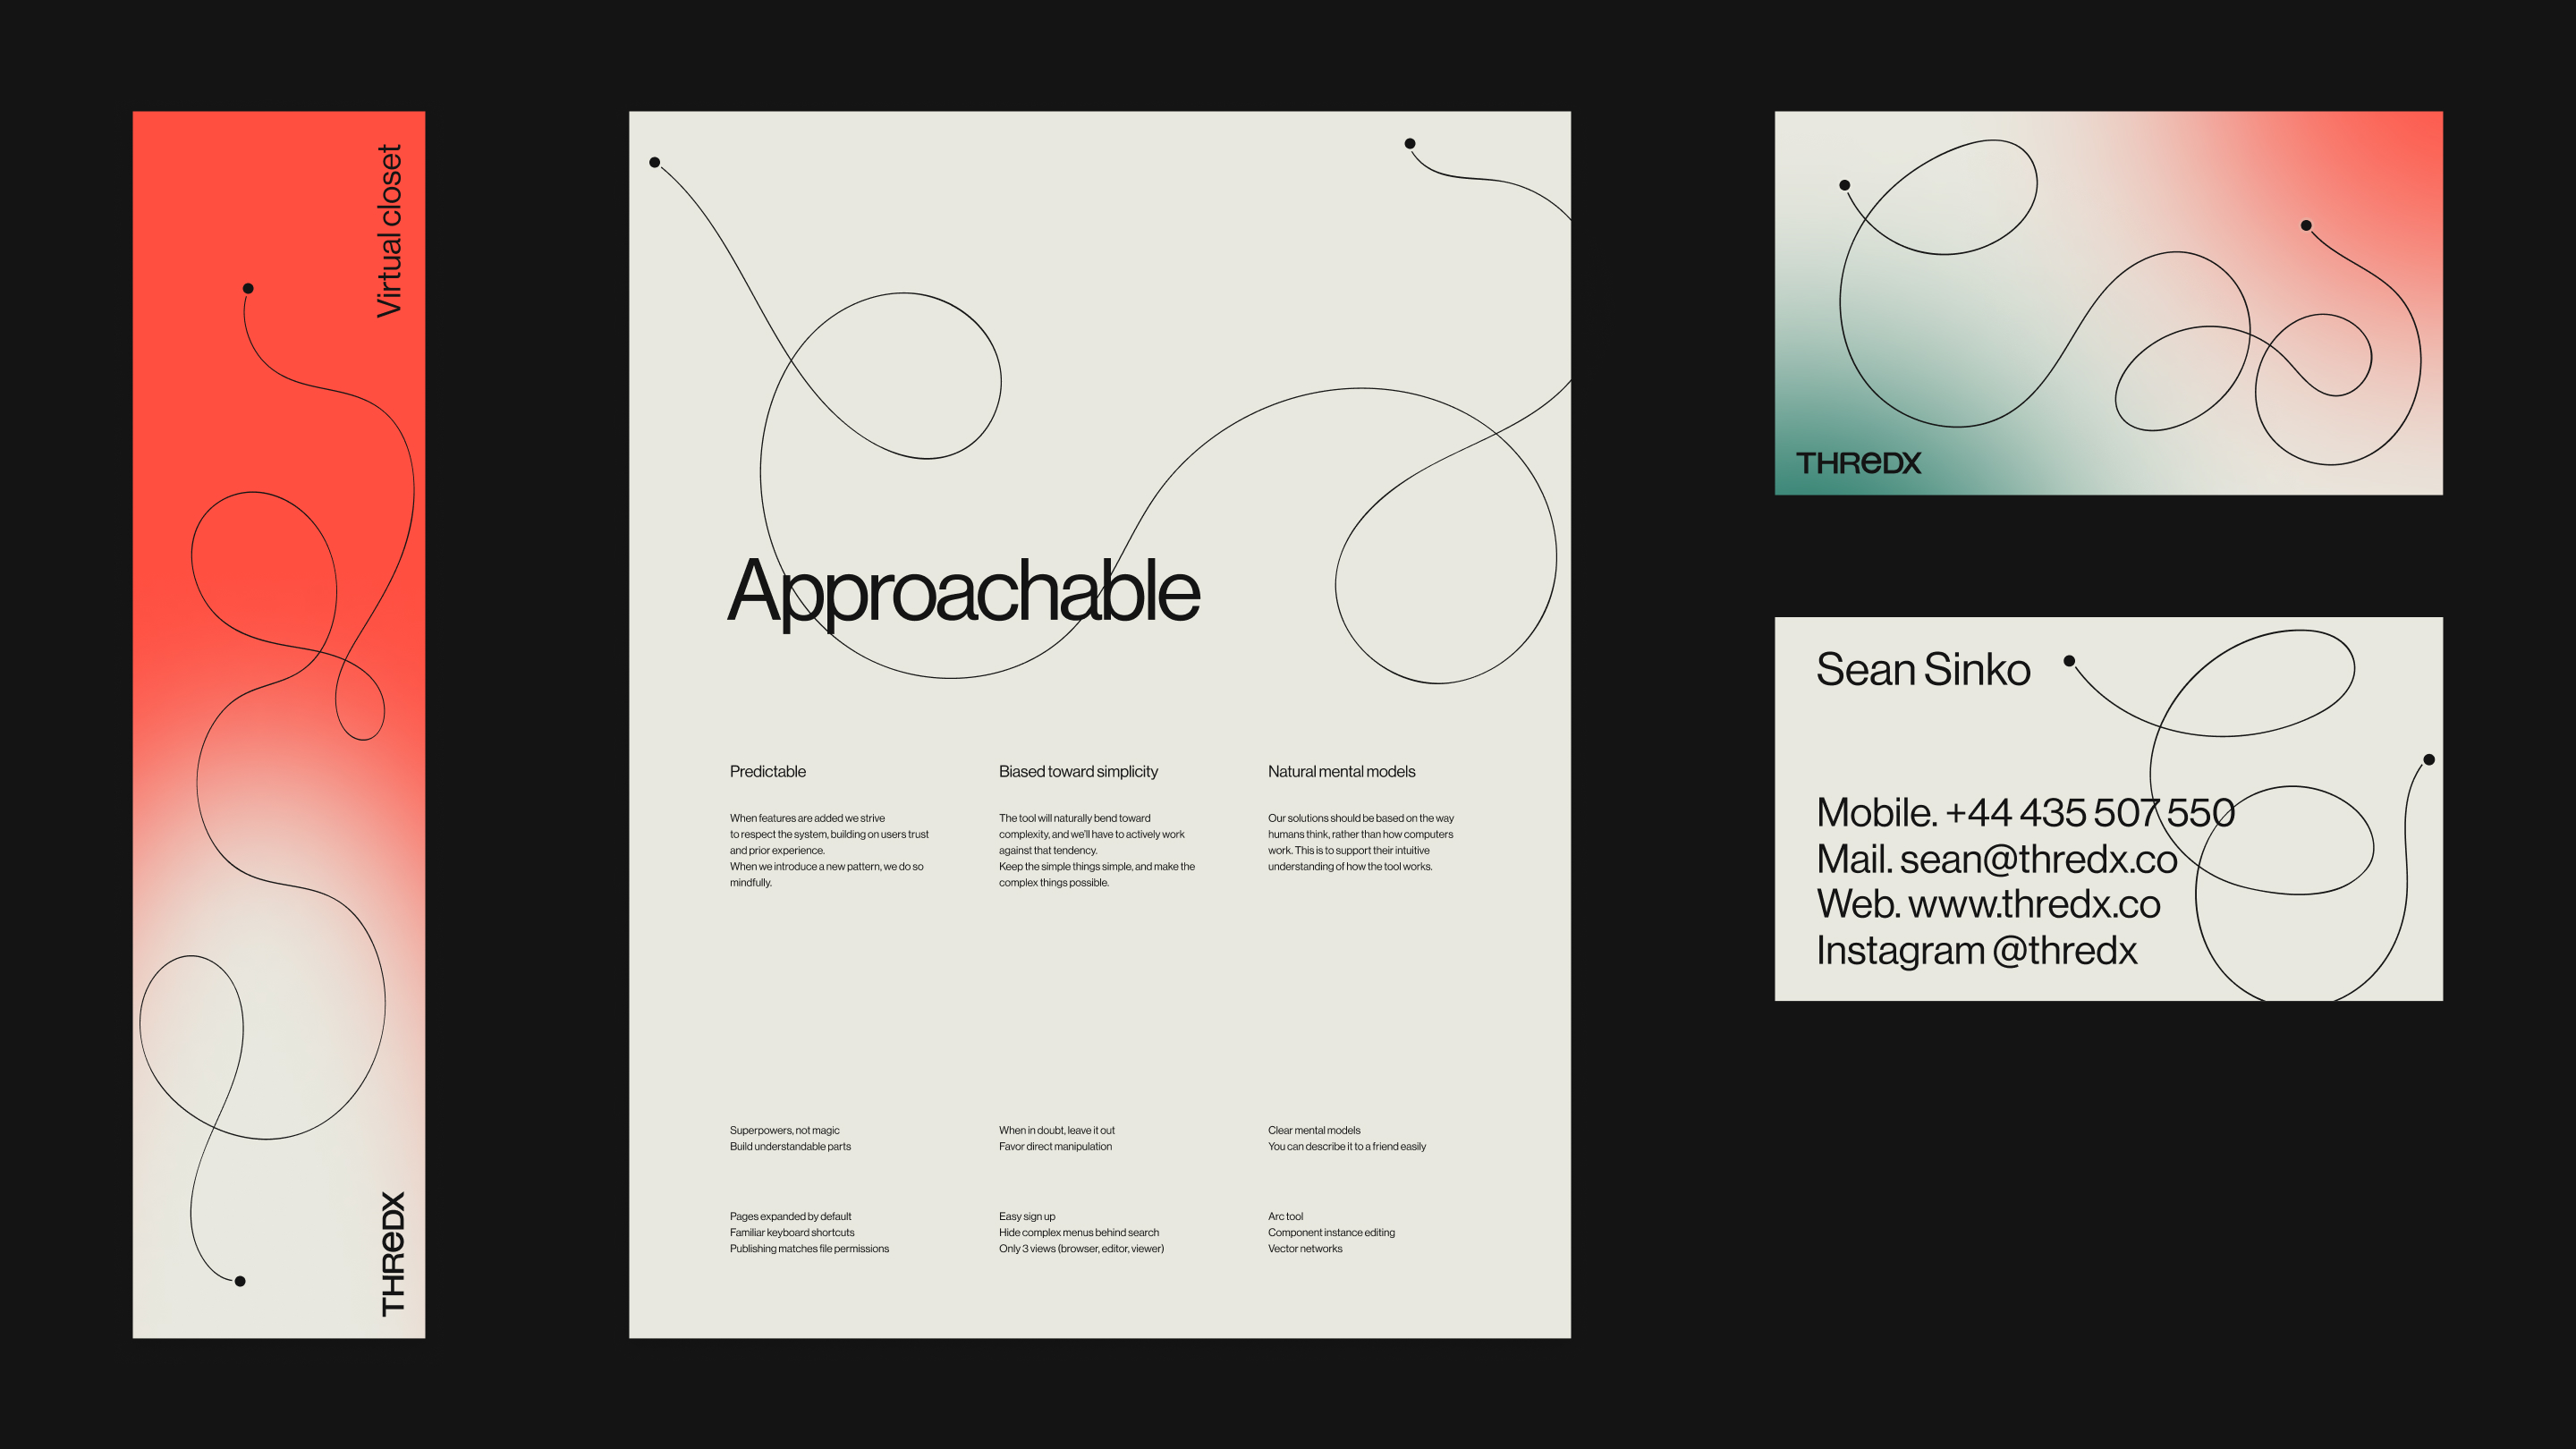 Virtual closet
THReDX
Approachable
Predictable
When features are added we strive
to respect the system, building on users trust
and prior experience.
When we introduce a new pattern, we do so
mindfully.
Biased toward simplicity
The tool will naturally bend toward
complexity, and we'll have to actively work
against that tendency.
Keep the simple things simple, and make the
complex things possible.
Natural mental models
Our solutions should be based on the way
humans think, rather than how computers
work. This is to support their intuitive
understanding of how the tool works.
Superpowers, not magic
Build understandable parts
When in doubt, leave it out
Favor direct manipulation
Clear mental models
You can describe it to a friend easily
Pages expanded by default
Familiar keyboard shortcuts
Publishing matches file permissions
Easy sign up
Hide complex menus behind search
Only 3 views (browser, editor, viewer)
Arc tool
Component instance editing
Vector networks
THReDX
Sean Sinko
Mobile. +44 435 507 550
Mail. sean@thredx.co
Web. www.thredx.co
Instagram @thredx